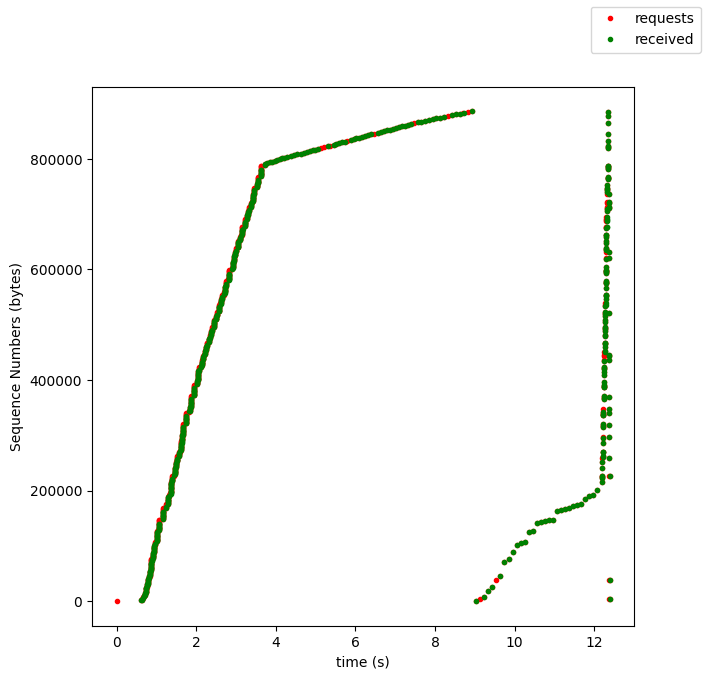 requests
received
800000
600000
400000
200000
0
Sequence Numbers (bytes)
0 2 4 6 8 10 12
time (s)